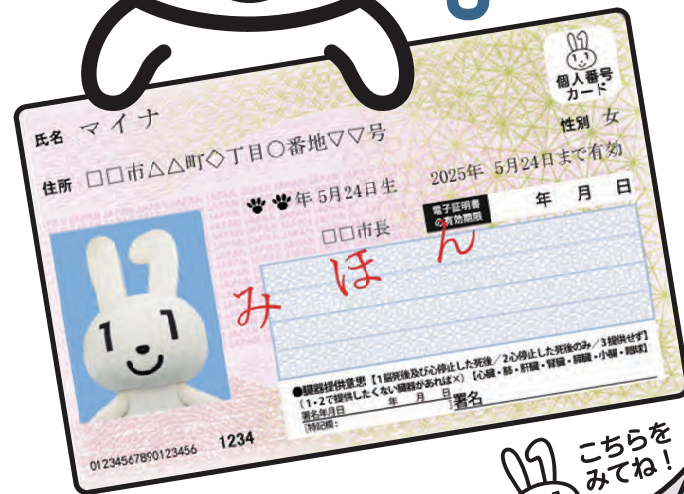 個人番号
カード
氏名 マイナ
性別 女
住所 □□市△△町◇丁目○番地▽▽号
年 5月24日生
2025年 5月24日まで有効
□□市長
電子証明書
の有効期限
年 月 日
みほん
●臓器提供意思【1脳死後及び心停止した死後/2心停止した死後のみ/3提供せず】
(1・2で提供したくない臓器があれば×)【心臓・肺・肝臓・腎臓・膵臓・小腸・眼球】
署名年月日 年 月 日
署名
[特記欄: ]
01234567890123456 1234
こちらを
みてね!